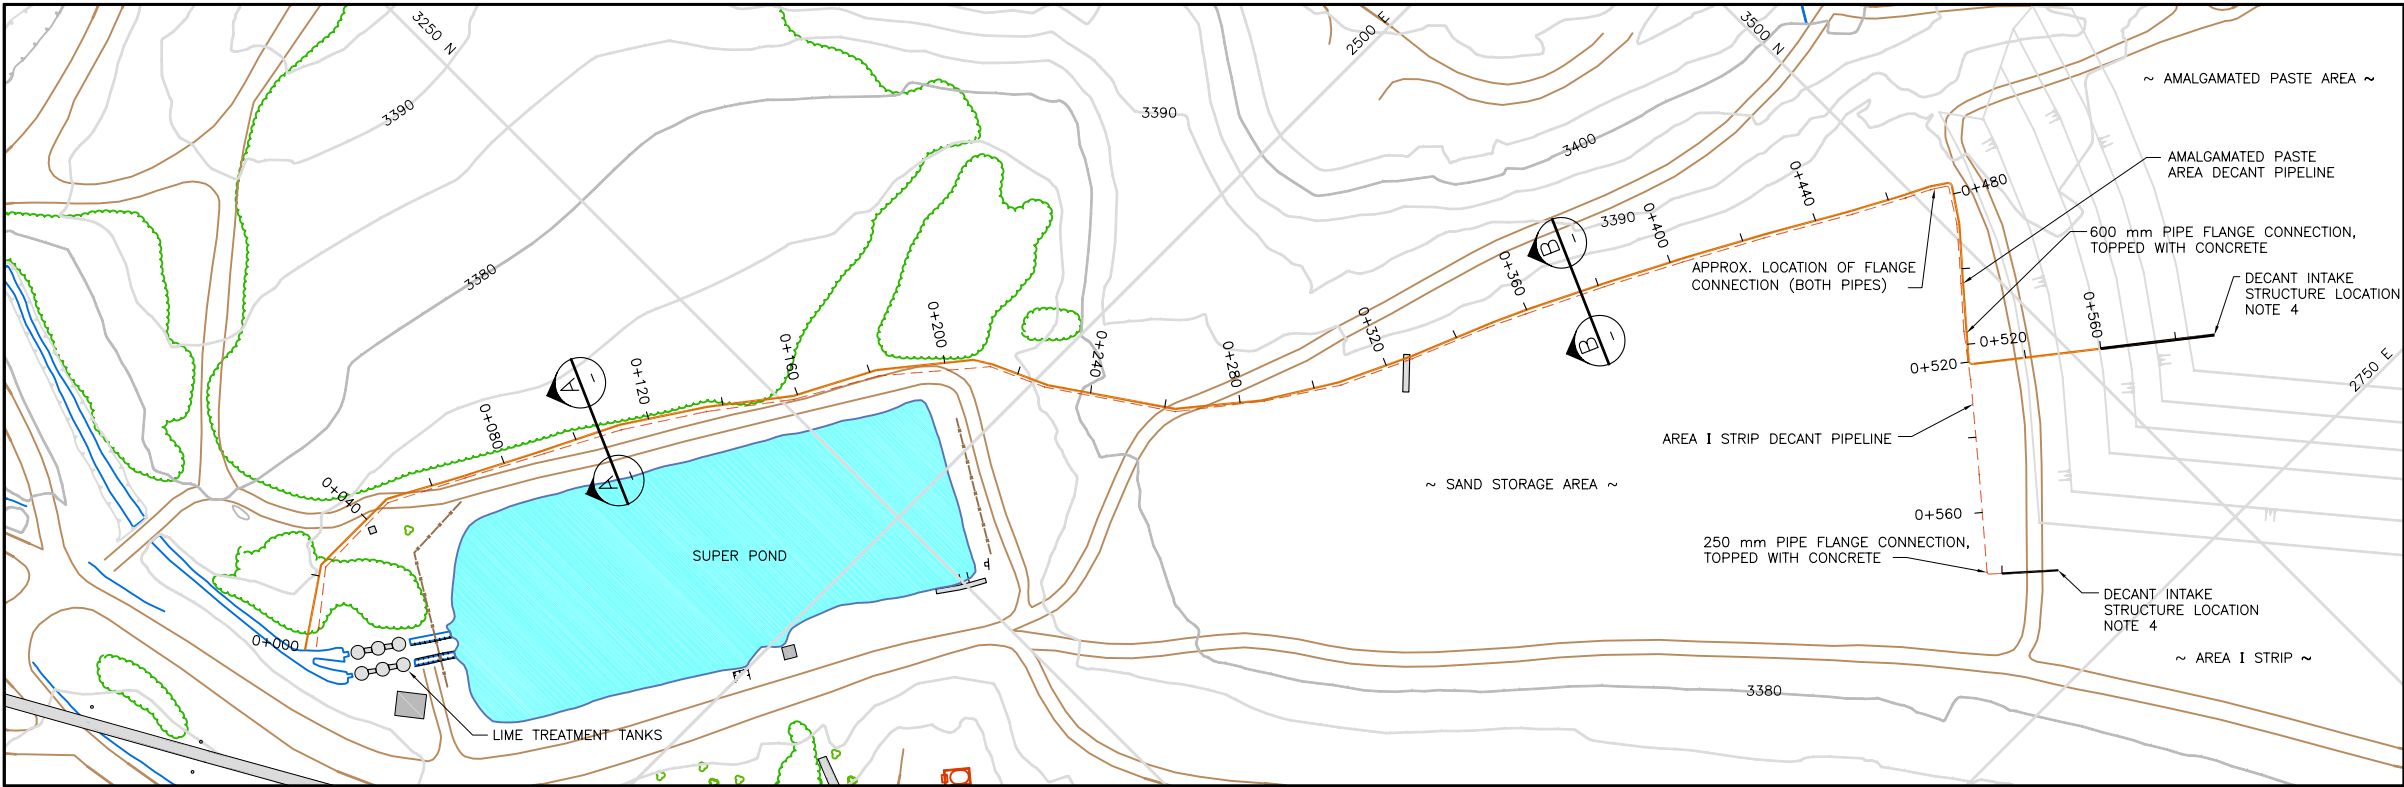 3250 N
2500 E
3500 N
~ AMALGAMATED PASTE AREA ~
3390
3390
3400
AMALGAMATED PASTE
AREA DECANT PIPELINE
0+440
0+480
3390
0+400
600 mm PIPE FLANGE CONNECTION,
TOPPED WITH CONCRETE
B
–
APPROX. LOCATION OF FLANGE
CONNECTION (BOTH PIPES)
DECANT INTAKE
STRUCTURE LOCATION
NOTE 4
3380
0+360
0+560
0+200
0+320
0+520
B
–
0+160
0+240
0+280
0+520
2750 E
A
–
0+120
0+080
AREA I STRIP DECANT PIPELINE
A
–
0+040
~ SAND STORAGE AREA ~
0+560
SUPER POND
250 mm PIPE FLANGE CONNECTION,
TOPPED WITH CONCRETE
DECANT INTAKE
STRUCTURE LOCATION
NOTE 4
0+000
~ AREA I STRIP ~
3380
LIME TREATMENT TANKS